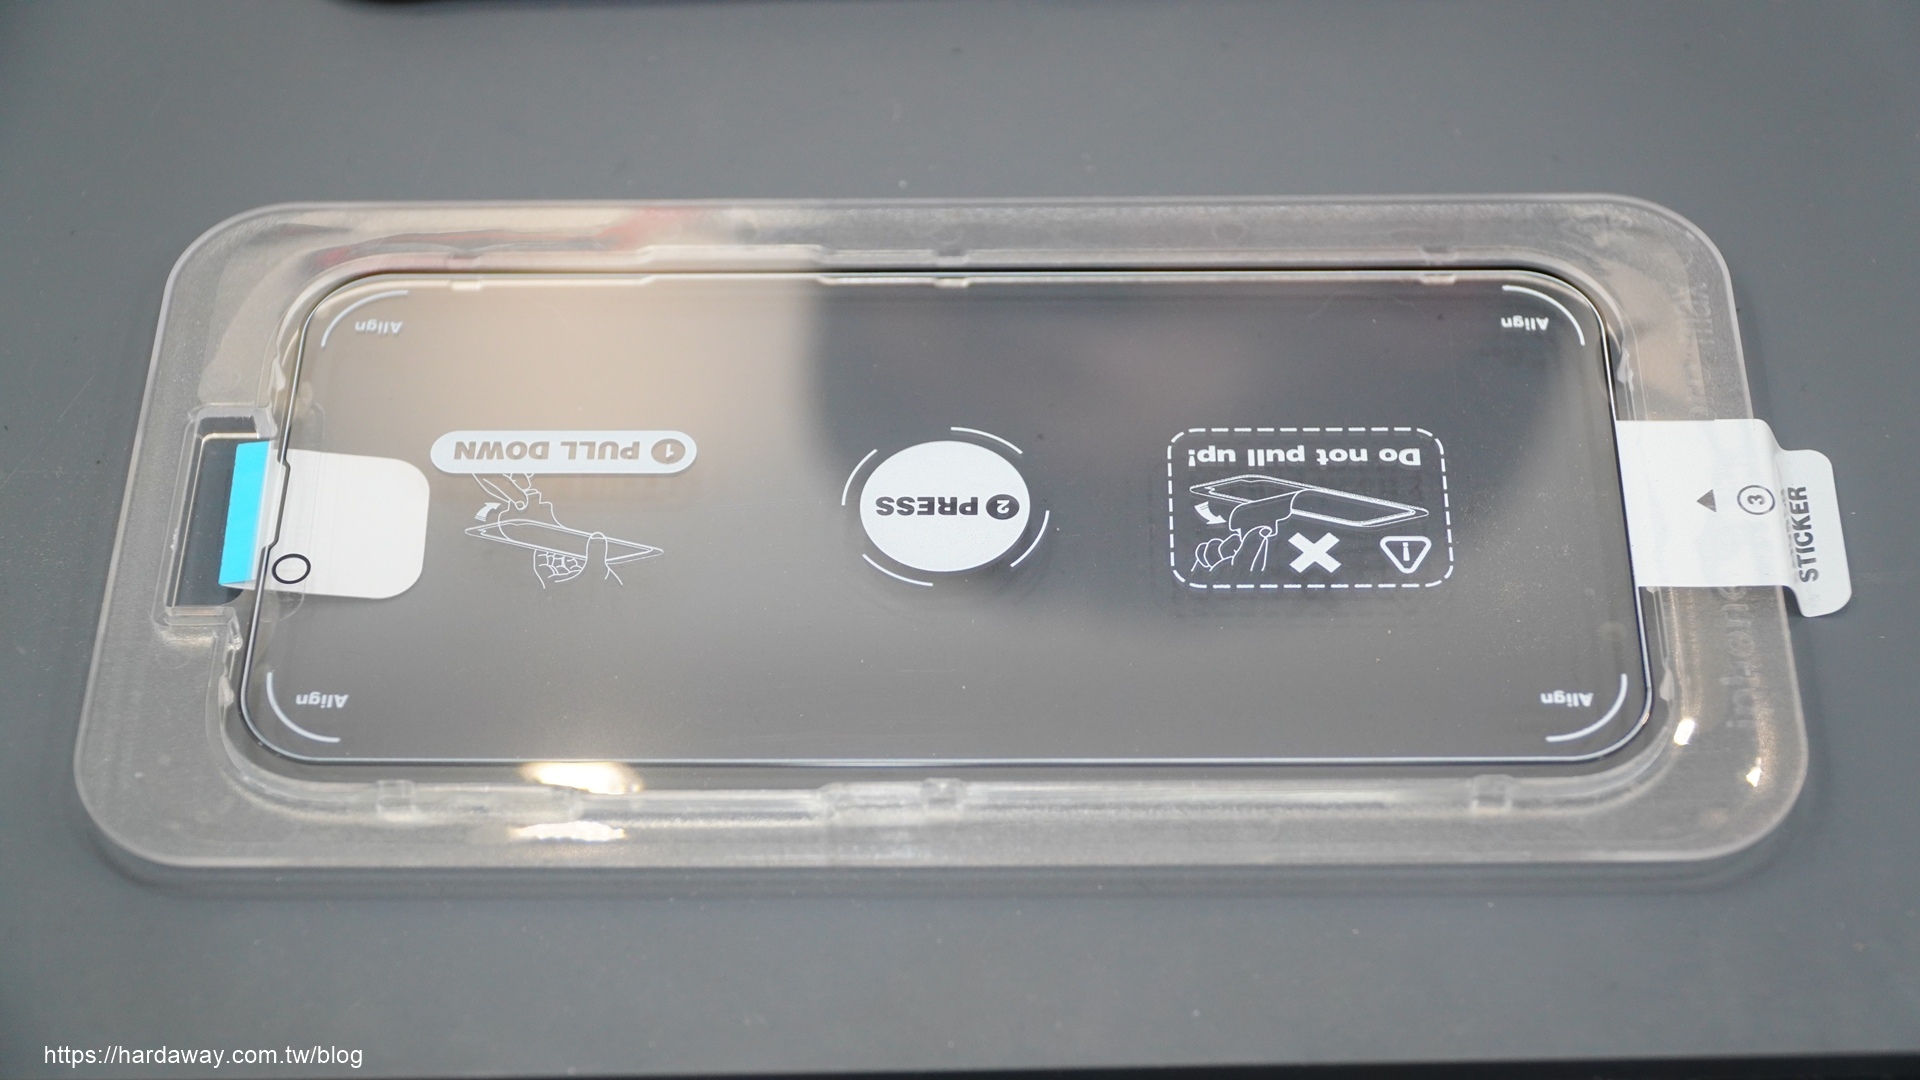 Align
Align
1 PULL DOWN
2 PRESS
Do not pull up!
3
STICKER
Align
Align
https://hardaway.com.tw/blog